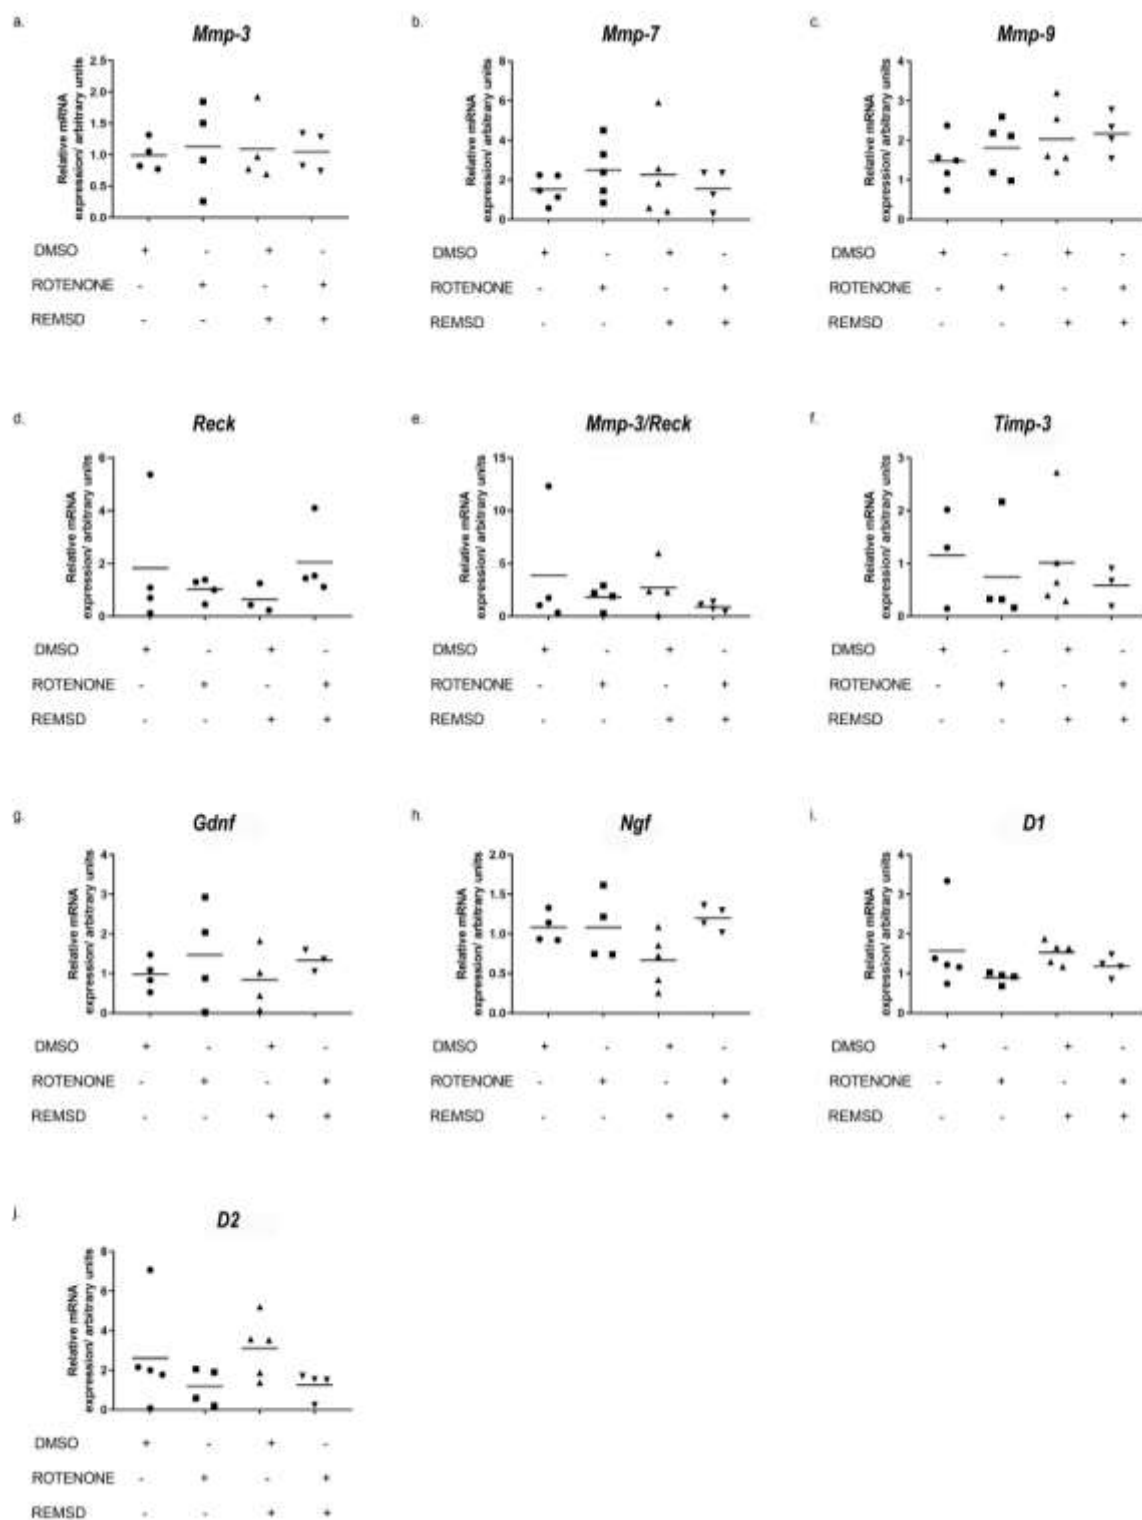 a. Mmp-3
Relative mRNA
expression/ arbitrary units
2.5
2.0
1.5
1.0
0.5
0.0
DMSO + - + -
ROTENONE - + - +
REMSD - - + +
b. Mmp-7
Relative mRNA
expression/ arbitrary units
8
6
4
2
0
DMSO + - + -
ROTENONE - + - +
REMSD - - + +
c. Mmp-9
Relative mRNA
expression/ arbitrary units
4
3
2
1
0
DMSO + - + -
ROTENONE - + - +
REMSD - - + +
d. Reck
Relative mRNA
expression/ arbitrary units
6
4
2
0
DMSO + - + -
ROTENONE - + - +
REMSD - - + +
e. Mmp-3/Reck
Relative mRNA
expression/ arbitrary units
15
10
5
0
DMSO + - + -
ROTENONE - + - +
REMSD - - + +
f. Timp-3
Relative mRNA
expression/ arbitrary units
3
2
1
0
DMSO + - + -
ROTENONE - + - +
REMSD - - + +
g. Gdnf
Relative mRNA
expression/ arbitrary units
4
3
2
1
0
DMSO + - + -
ROTENONE - + - +
REMSD - - + +
h. Ngf
Relative mRNA
expression/ arbitrary units
2.0
1.5
1.0
0.5
0.0
DMSO + - + -
ROTENONE - + - +
REMSD - - + +
i. D1
Relative mRNA
expression/ arbitrary units
4
3
2
1
0
DMSO + - + -
ROTENONE - + - +
REMSD - - + +
j. D2
Relative mRNA
expression/ arbitrary units
8
6
4
2
0
DMSO + - + -
ROTENONE - + - +
REMSD - - + +